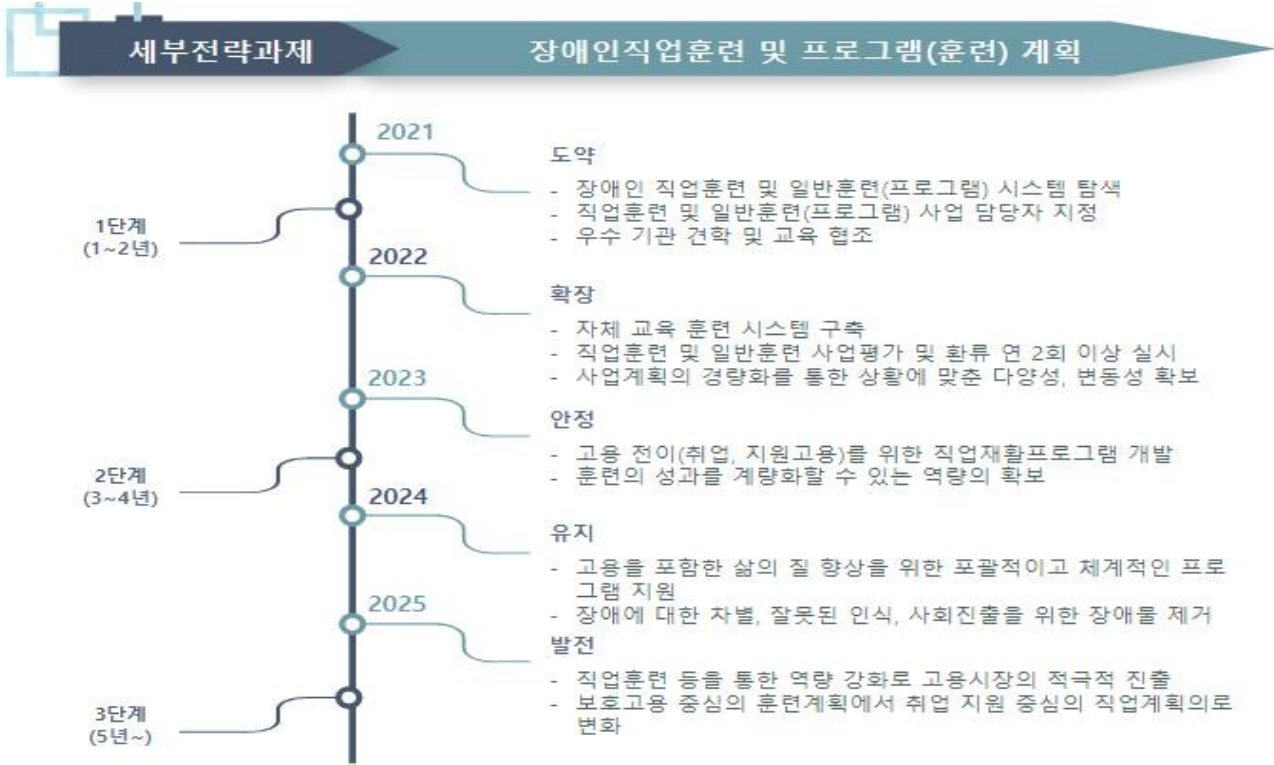 세부전략과제
장애인직업훈련 및 프로그램(훈련) 계획
2021
도약
- 장애인 직업훈련 및 일반훈련(프로그램) 시스템 탐색
- 직업훈련 및 일반훈련(프로그램) 사업 담당자 지정
- 우수 기관 견학 및 교육 협조
1단계
(1~2년)
2022
확장
- 자체 교육 훈련 시스템 구축
- 직업훈련 및 일반훈련 사업평가 및 환류 연 2회 이상 실시
- 사업계획의 경량화를 통한 상황에 맞춘 다양성, 변동성 확보
2023
안정
- 고용 전이(취업, 지원고용)를 위한 직업재활프로그램 개발
- 훈련의 성과를 계량화할 수 있는 역량의 확보
2단계
(3~4년)
2024
유지
- 고용을 포함한 삶의 질 향상을 위한 포괄적이고 체계적인 프로
그램 지원
- 장애에 대한 차별, 잘못된 인식, 사회진출을 위한 장애물 제거
2025
발전
- 직업훈련 등을 통한 역량 강화로 고용시장의 적극적 진출
- 보호고용 중심의 훈련계획에서 취업 지원 중심의 직업계획의로
변화
3단계
(5년~)